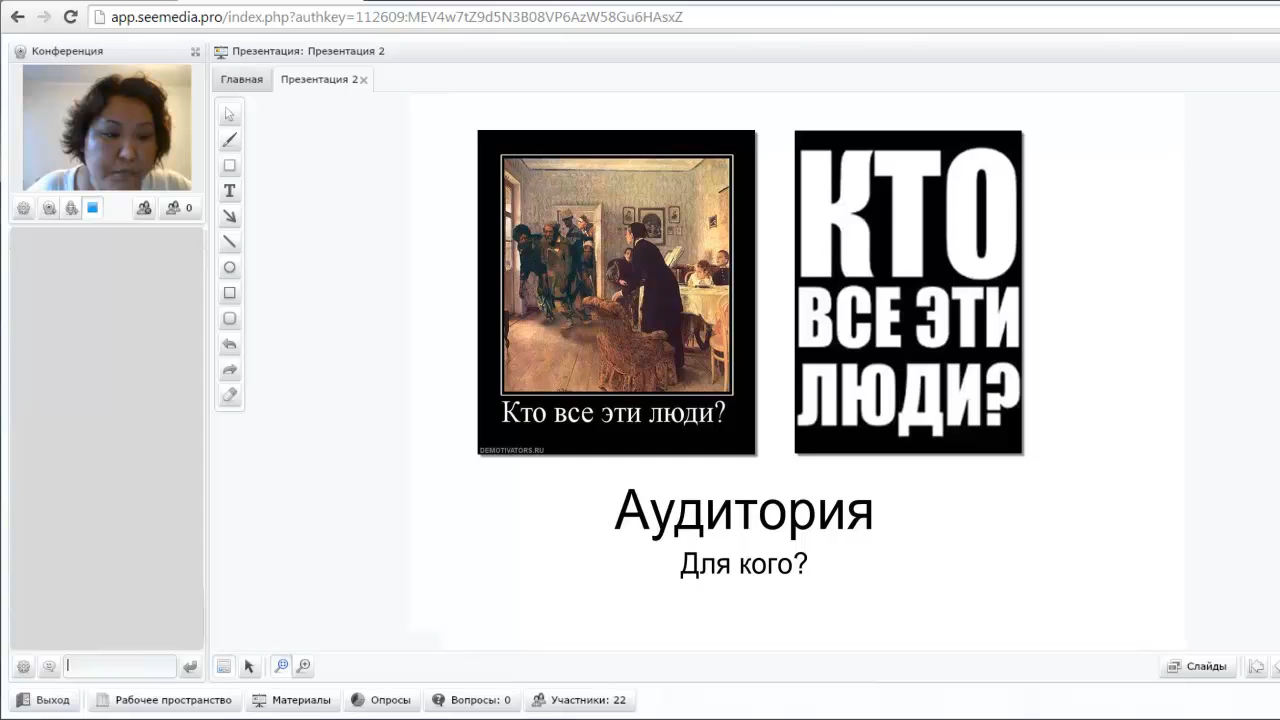 app.seemedia.pro/index.php?authkey=112609:MEV4w7tZ9d5N3B08VP6AzW58Gu6HAsxZ
Конференция
Презентация: Презентация 2
Главная
Презентация 2
T
0
Кто все эти люди?
DEMOTIVATORS.RU
КТО
ВСЕ ЭТИ
ЛЮДИ?
Аудитория
Для кого?
Слайды
Выход
Рабочее пространство
Материалы
Опросы
Вопросы: 0
Участники: 22